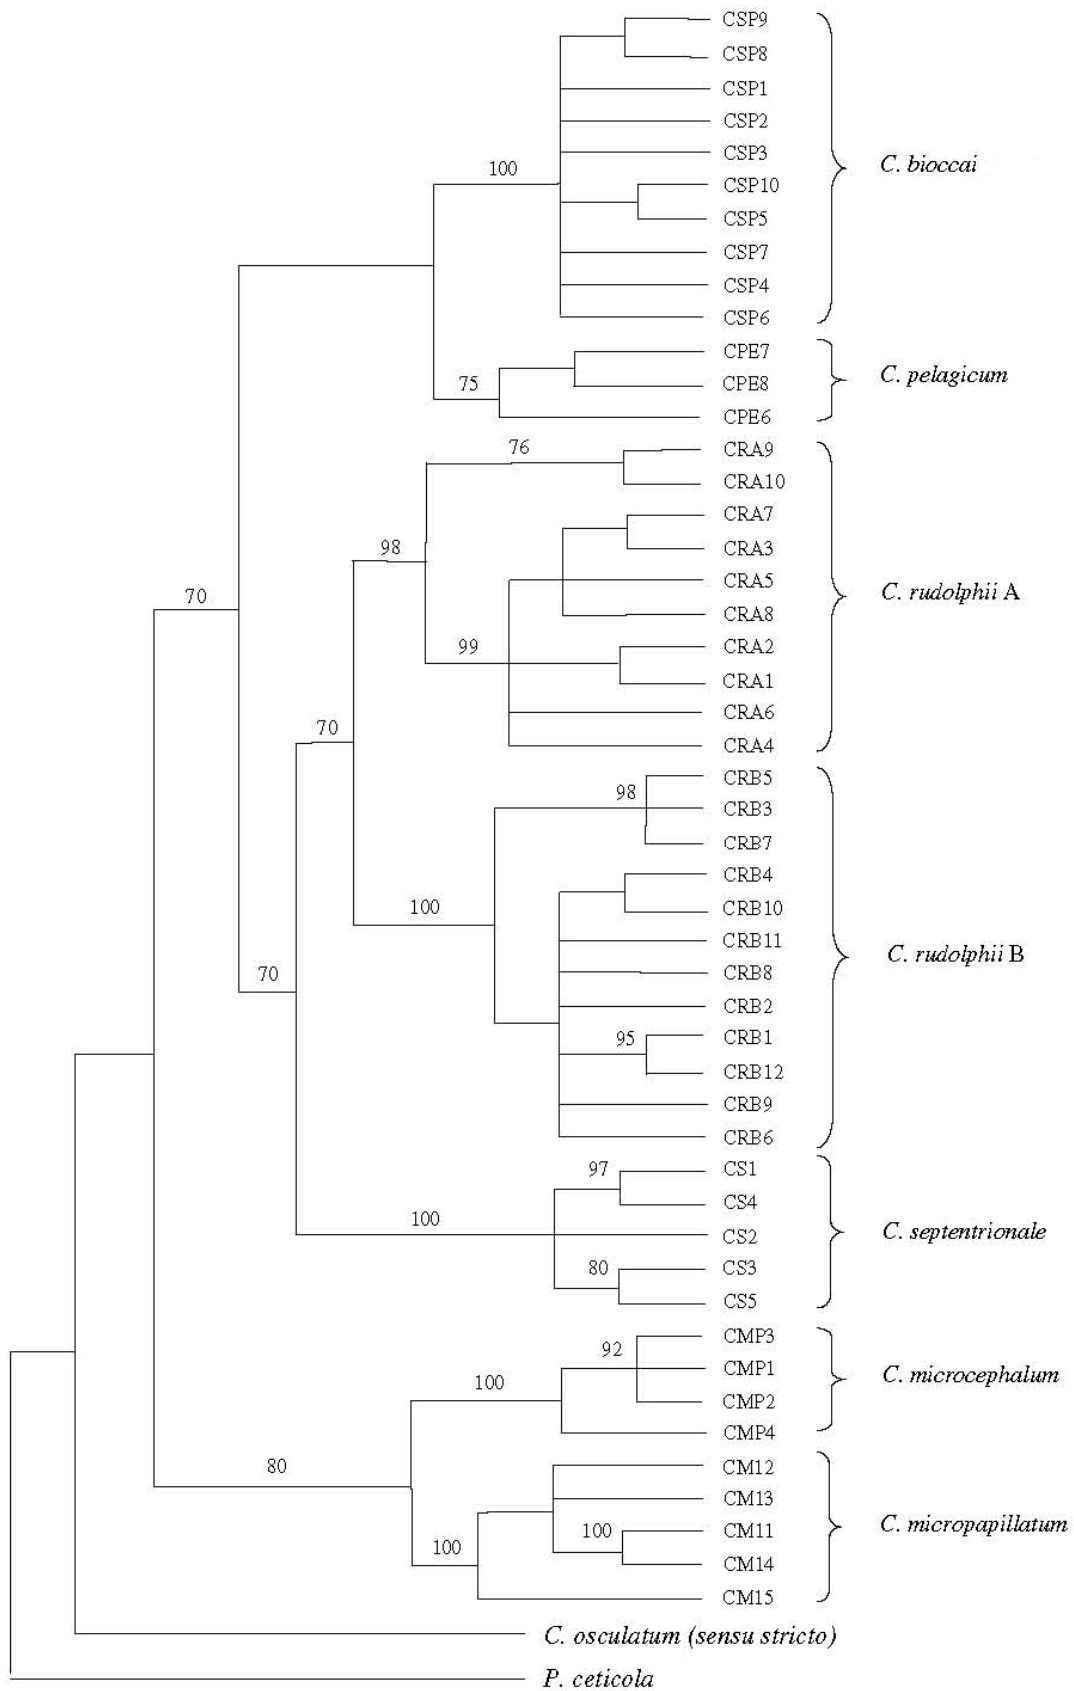 CSP9
CSP8
CSP1
CSP2
CSP3
100
CSP10
CSP5
CSP7
CSP4
CSP6
C. bioccai
CPE7
75
CPE8
CPE6
C. pelagicum
76
CRA9
CRA10
CRA7
98
CRA3
CRA5
CRA8
99
CRA2
CRA1
CRA6
70
CRA4
C. rudolphii A
70
98
CRB5
CRB3
CRB7
CRB4
100
CRB10
CRB11
CRB8
70
CRB2
95
CRB1
CRB12
CRB9
CRB6
C. rudolphii B
97
CS1
CS4
100
CS2
80
CS3
CS5
C. septentrionale
CMP3
92
CMP1
100
CMP2
CMP4
C. microcephalum
80
CM12
CM13
100
CM11
100
CM14
CM15
C. micropapillatum
C. osculatum (sensu stricto)
P. ceticola